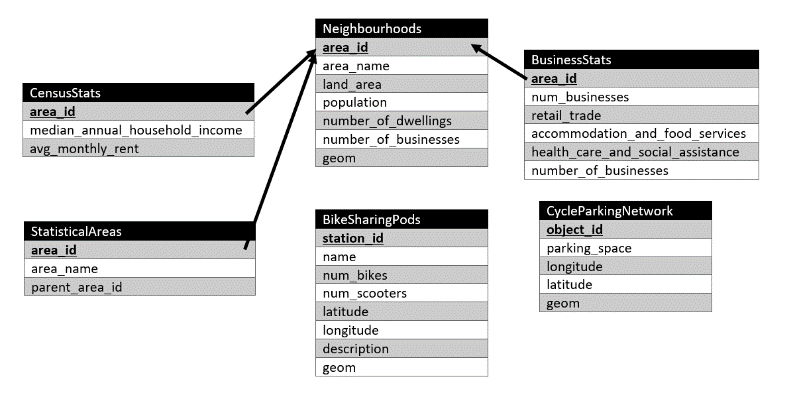 Neighbourhoods
area_id
area_name
land_area
population
number_of_dwellings
number_of_businesses
geom
BusinessStats
area_id
num_businesses
retail_trade
accommodation_and_food_services
health_care_and_social_assistance
number_of_businesses
CensusStats
area_id
median_annual_household_income
avg_monthly_rent
StatisticalAreas
area_id
area_name
parent_area_id
BikeSharingPods
station_id
name
num_bikes
num_scooters
latitude
longitude
description
geom
CycleParkingNetwork
object_id
parking_space
longitude
latitude
geom